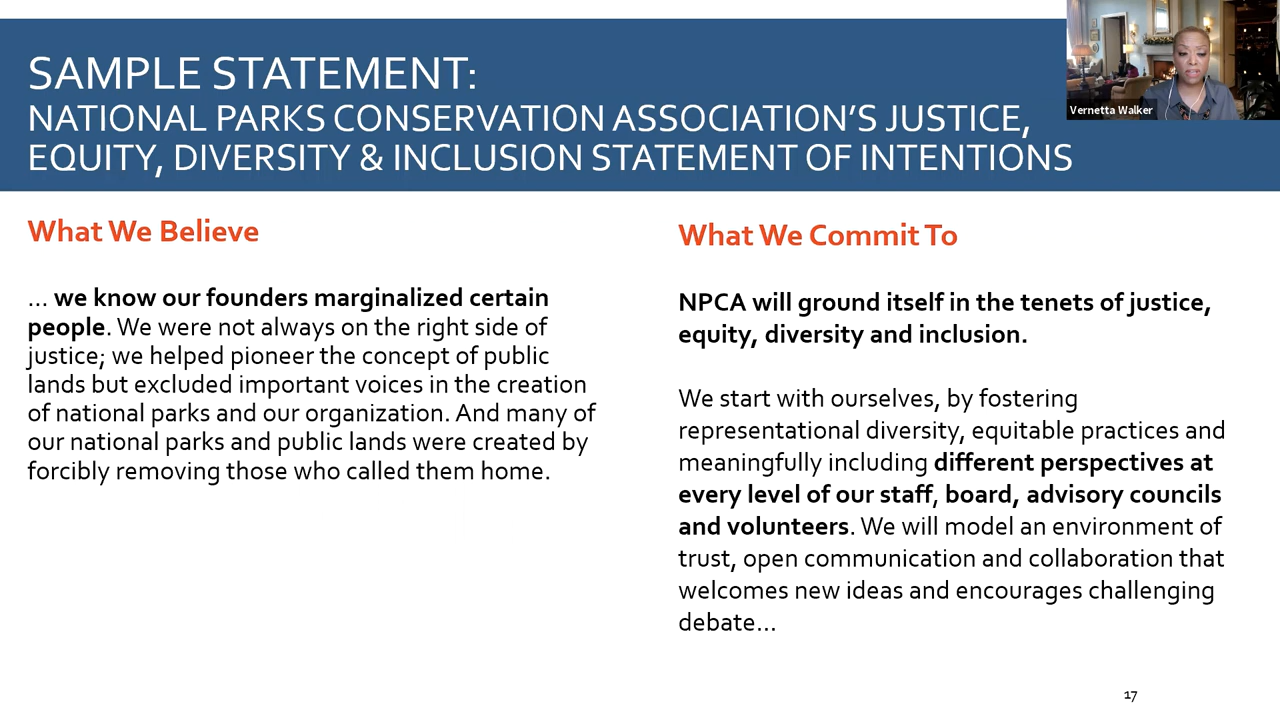 SAMPLE STATEMENT:
NATIONAL PARKS CONSERVATION ASSOCIATION’S JUSTICE,
EQUITY, DIVERSITY & INCLUSION STATEMENT OF INTENTIONS
Vernetta Walker
What We Believe
... we know our founders marginalized certain
people. We were not always on the right side of
justice; we helped pioneer the concept of public
lands but excluded important voices in the creation
of national parks and our organization. And many of
our national parks and public lands were created by
forcibly removing those who called them home.
What We Commit To
NPCA will ground itself in the tenets of justice,
equity, diversity and inclusion.
We start with ourselves, by fostering
representational diversity, equitable practices and
meaningfully including different perspectives at
every level of our staff, board, advisory councils
and volunteers. We will model an environment of
trust, open communication and collaboration that
welcomes new ideas and encourages challenging
debate...
17